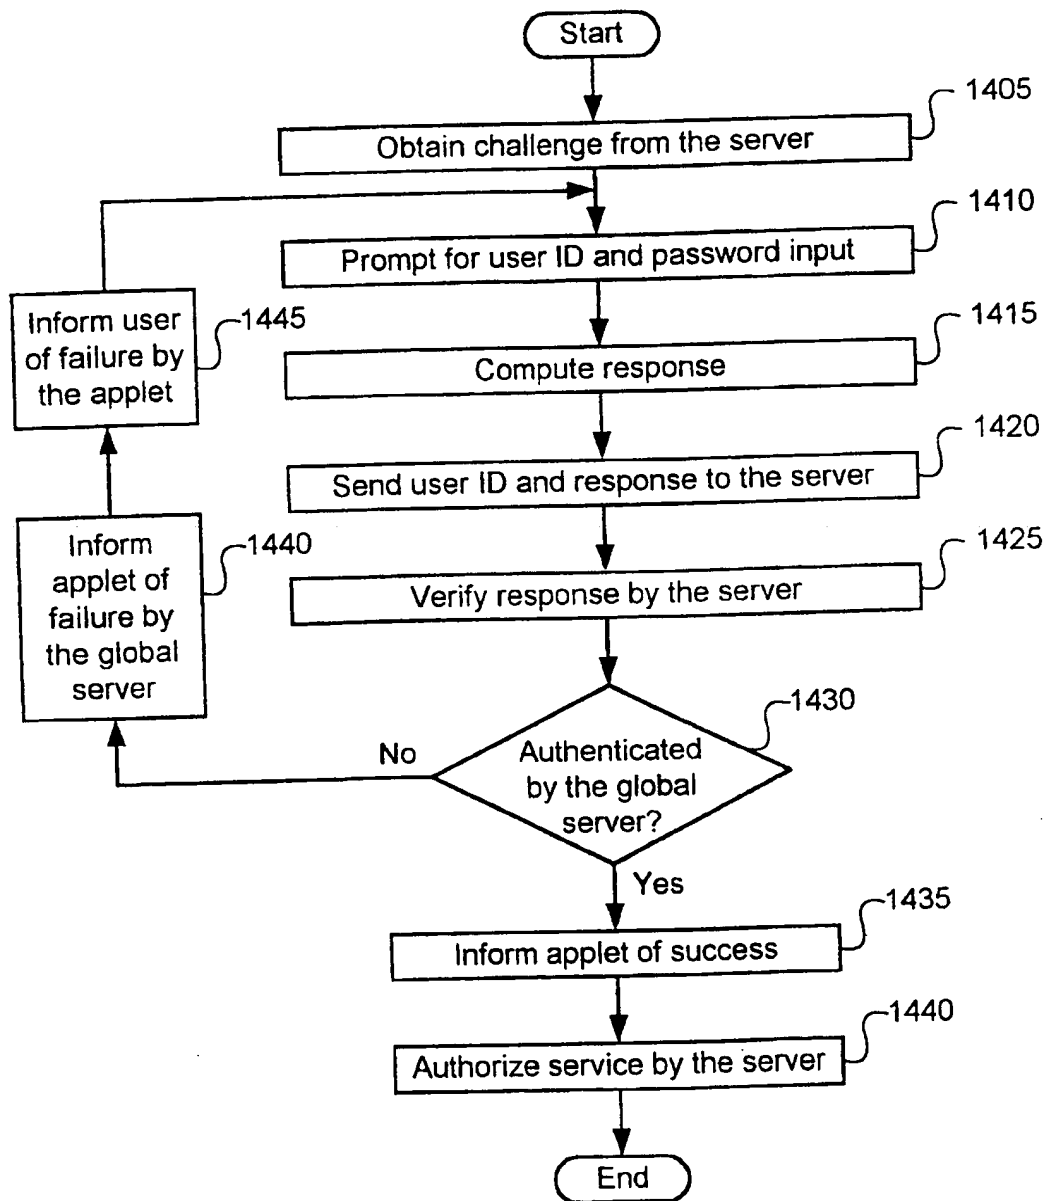 Start
1405
Obtain challenge from the server
1410
Prompt for user ID and password input
1445
Inform user
of failure by
the applet
1415
Compute response
1420
Send user ID and response to the server
1440
Inform
applet of
failure by
the global
server
1425
Verify response by the server
1430
Authenticated
by the global
server?
No
Yes
1435
Inform applet of success
1440
Authorize service by the server
End